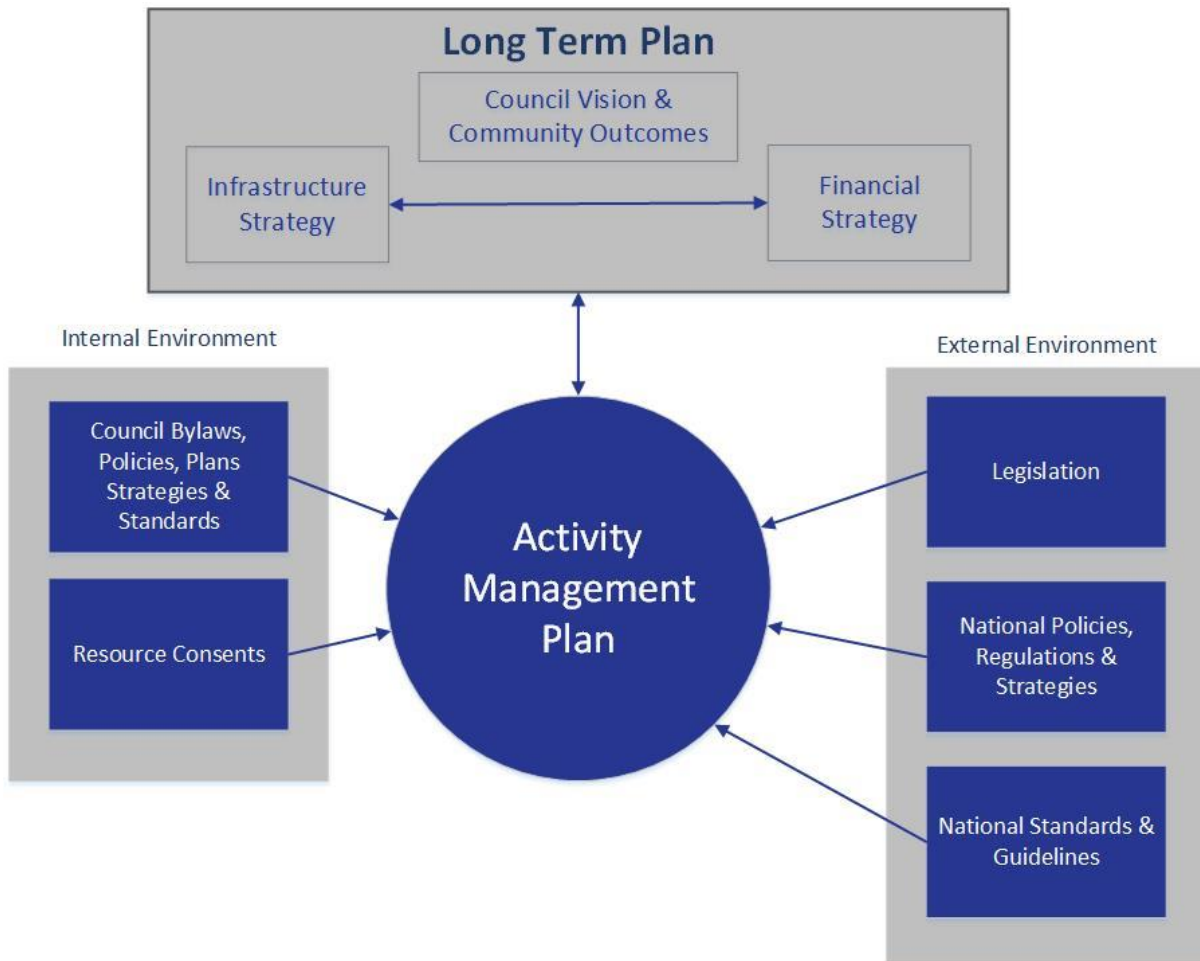 Long Term Plan
Council Vision &
Community Outcomes
Infrastructure
Strategy
Financial
Strategy
Internal Environment
External Environment
Council Bylaws,
Policies, Plans
Strategies &
Standards
Resource Consents
Activity
Management
Plan
Legislation
National Policies,
Regulations &
Strategies
National Standards &
Guidelines